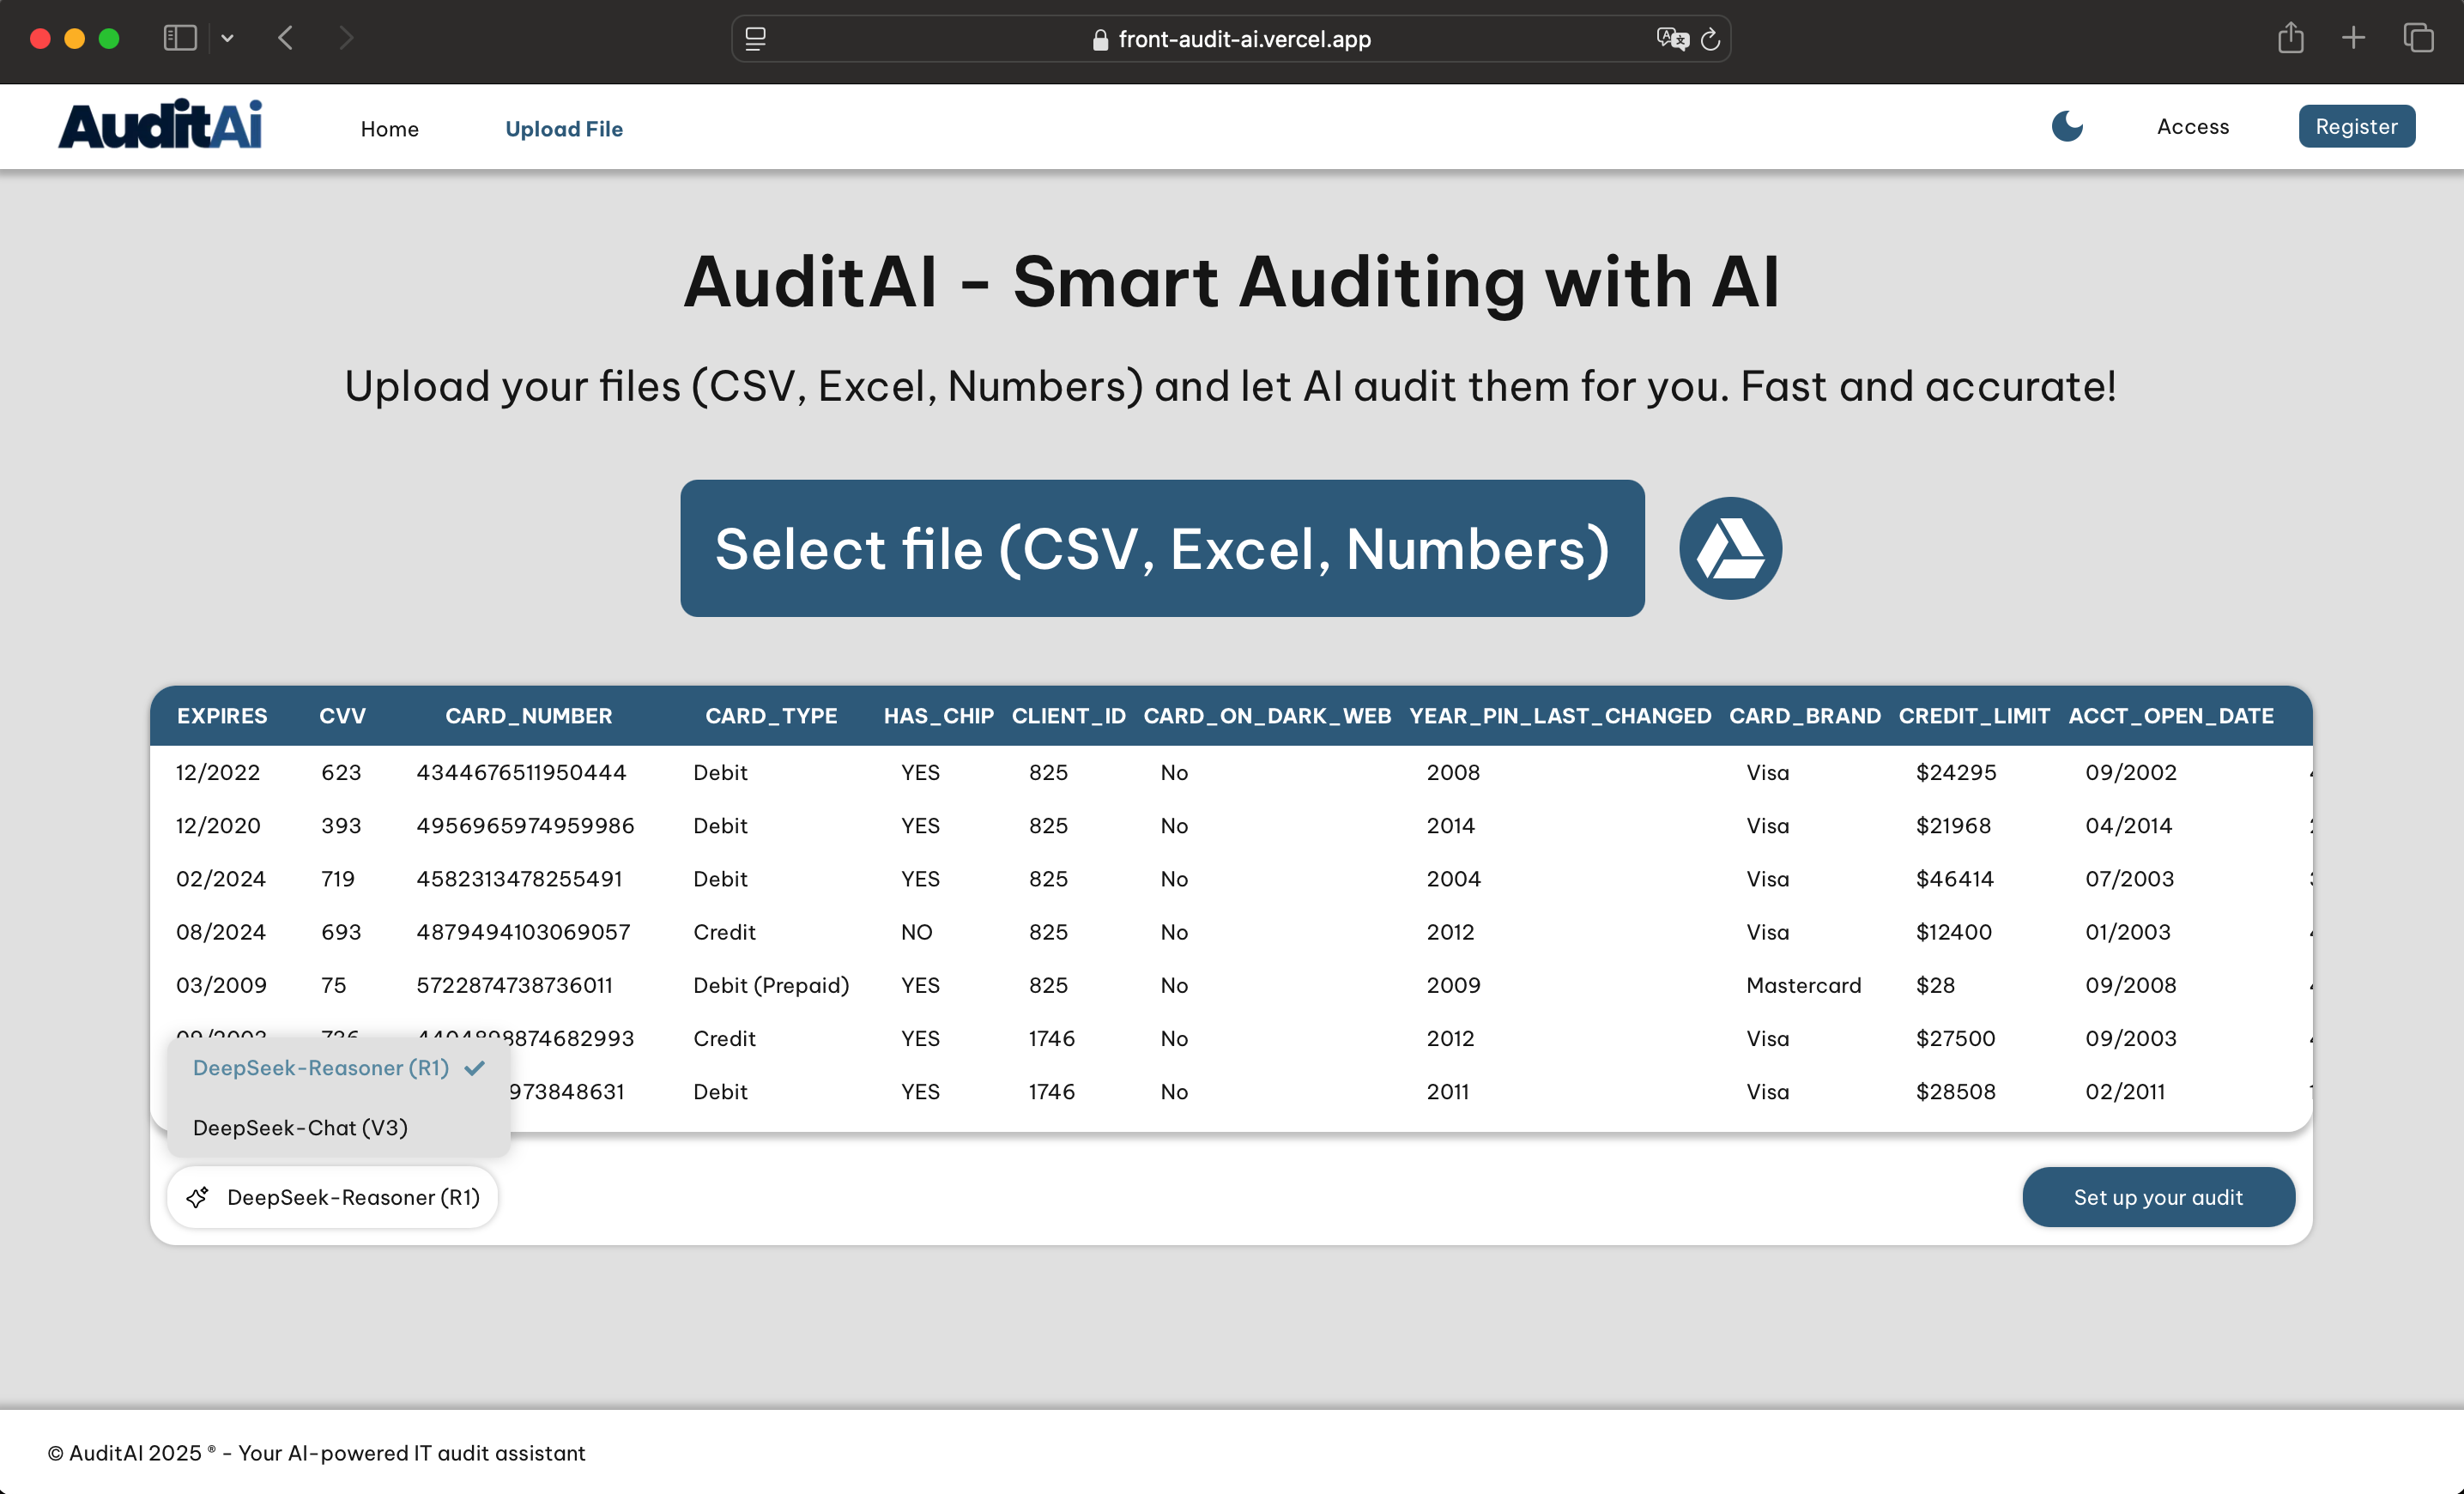 front-audit-ai.vercel.app
AuditAi Home Upload File Access Register
AuditAI - Smart Auditing with AI
Upload your files (CSV, Excel, Numbers) and let AI audit them for you. Fast and accurate!
Select file (CSV, Excel, Numbers)
EXPIRES CVV CARD_NUMBER CARD_TYPE HAS_CHIP CLIENT_ID CARD_ON_DARK_WEB YEAR_PIN_LAST_CHANGED CARD_BRAND CREDIT_LIMIT ACCT_OPEN_DATE
12/2022 623 4344676511950444 Debit YES 825 No 2008 Visa $24295 09/2002
12/2020 393 4956965974959986 Debit YES 825 No 2014 Visa $21968 04/2014
02/2024 719 4582313478255491 Debit YES 825 No 2004 Visa $46414 07/2003
08/2024 693 4879494103069057 Credit NO 825 No 2012 Visa $12400 01/2003
03/2009 75 5722874738736011 Debit (Prepaid) YES 825 No 2009 Mastercard $28 09/2008
Credit YES 1746 No 2012 Visa $27500 09/2003
973848631 Debit YES 1746 No 2011 Visa $28508 02/2011
DeepSeek-Reasoner (R1)
DeepSeek-Chat (V3)
DeepSeek-Reasoner (R1) Set up your audit
© AuditAI 2025 ® - Your AI-powered IT audit assistant